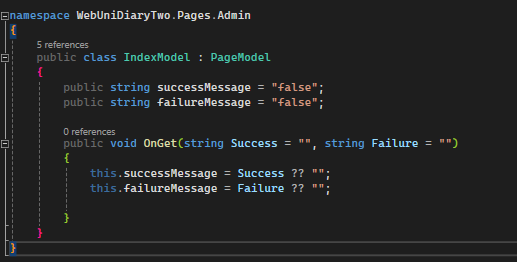 namespace WebUniDiaryTwo.Pages.Admin
{
5 references
public class IndexModel : PageModel
{
public string successMessage = "false";
public string failureMessage = "false";
0 references
public void OnGet(string Success = "", string Failure = "")
{
this.successMessage = Success ?? "";
this.failureMessage = Failure ?? "";
}
}
}